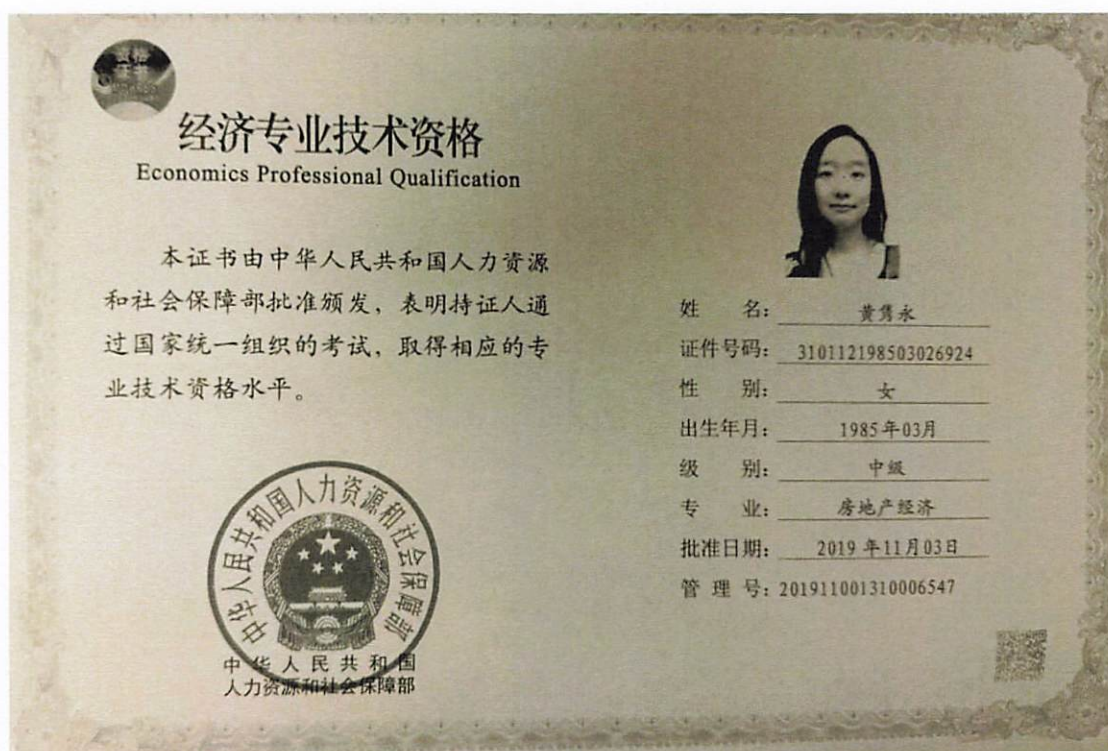 经济专业技术资格
Economics Professional Qualification
本证书由中华人民共和国人力资源
和社会保障部批准颁发，表明持证人通
过国家统一组织的考试，取得相应的专
业技术资格水平。
中华人民共和国人力资源和社会保障部
中华人民共和国
人力资源和社会保障部
姓 名：黄隽永
证件号码：310112198503026924
性 别：女
出生年月：1985年03月
级 别：中级
专 业：房地产经济
批准日期：2019年11月03日
管 理 号：201911001310006547